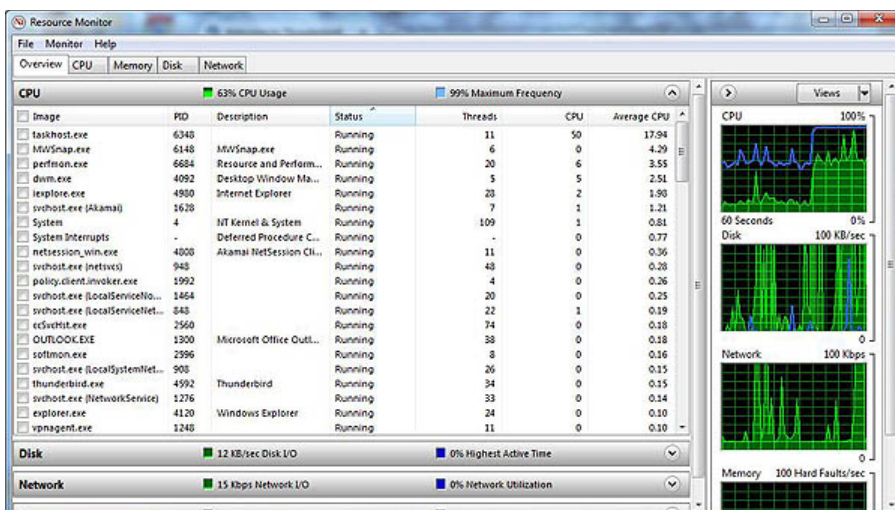 Resource Monitor
File Monitor Help
Overview CPU Memory Disk Network
CPU 63% CPU Usage 99% Maximum Frequency Views
Image PID Description Status Threads CPU Average CPU CPU 100%
taskhost.exe 6348 Running 11 50 17.94
MWSnap.exe 6148 MWSnap.exe Running 6 0 4.29
perfmon.exe 6684 Resource and Perform... Running 20 6 3.55
dwm.exe 4092 Desktop Window Ma... Running 5 5 2.51
iexplore.exe 4980 Internet Explorer Running 28 2 1.98
svchost.exe (Akamai) 1628 Running 7 1 1.21
System 4 NT Kernel & System Running 109 1 0.81 60 Seconds 0%
System Interrupts - Deferred Procedure C... Running - 0 0.77 Disk 100 KB/sec
netsession_win.exe 4808 Akamai NetSession Cli... Running 11 0 0.36
svchost.exe (netsvcs) 948 Running 48 0 0.28
policy.client.invoker.exe 1992 Running 4 0 0.26
svchost.exe (LocalServiceNo... 1464 Running 20 0 0.25
svchost.exe (LocalServiceNet... 848 Running 22 1 0.19
ccSvcHst.exe 2560 Running 74 0 0.18
OUTLOOK.EXE 1300 Microsoft Office Outl... Running 38 0 0.18 0
softmon.exe 2596 Running 8 0 0.16 Network 100 Kbps
svchost.exe (LocalSystemNet... 908 Running 26 0 0.15
thunderbird.exe 4592 Thunderbird Running 34 0 0.15
svchost.exe (NetworkService) 1276 Running 33 0 0.14
explorer.exe 4120 Windows Explorer Running 24 0 0.10
vpnagent.exe 1248 Running 11 0 0.10
Disk 12 KB/sec Disk I/O 0% Highest Active Time 0
Memory 100 Hard Faults/sec
Network 15 Kbps Network I/O 0% Network Utilization